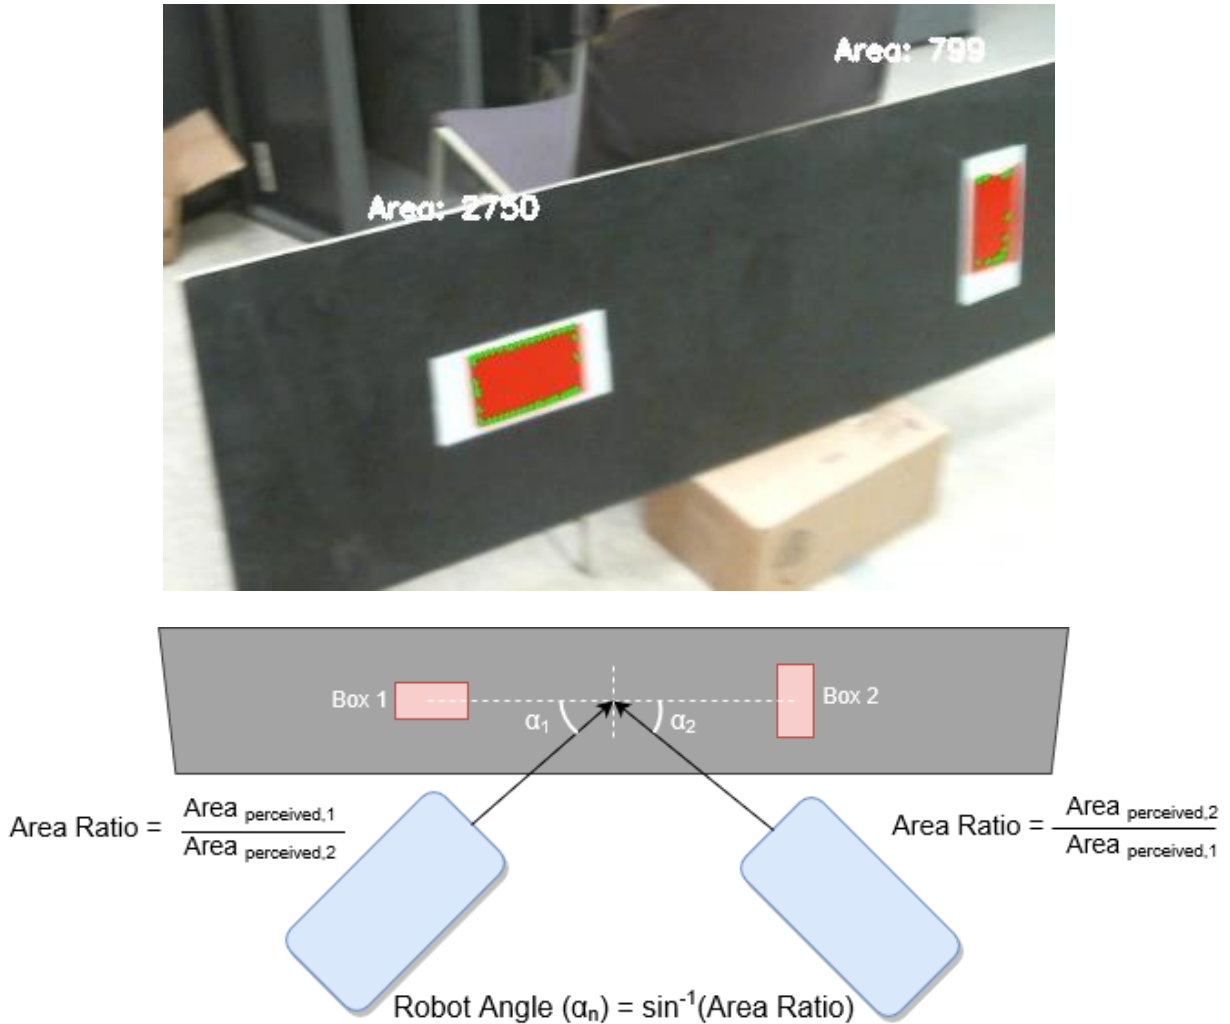 Area: 799
Area: 2750
Box 1
Box 2
α1
α2
Area Ratio = Area perceived,1
Area perceived,2
Area Ratio = Area perceived,2
Area perceived,1
Robot Angle (αn) = sin-1(Area Ratio)